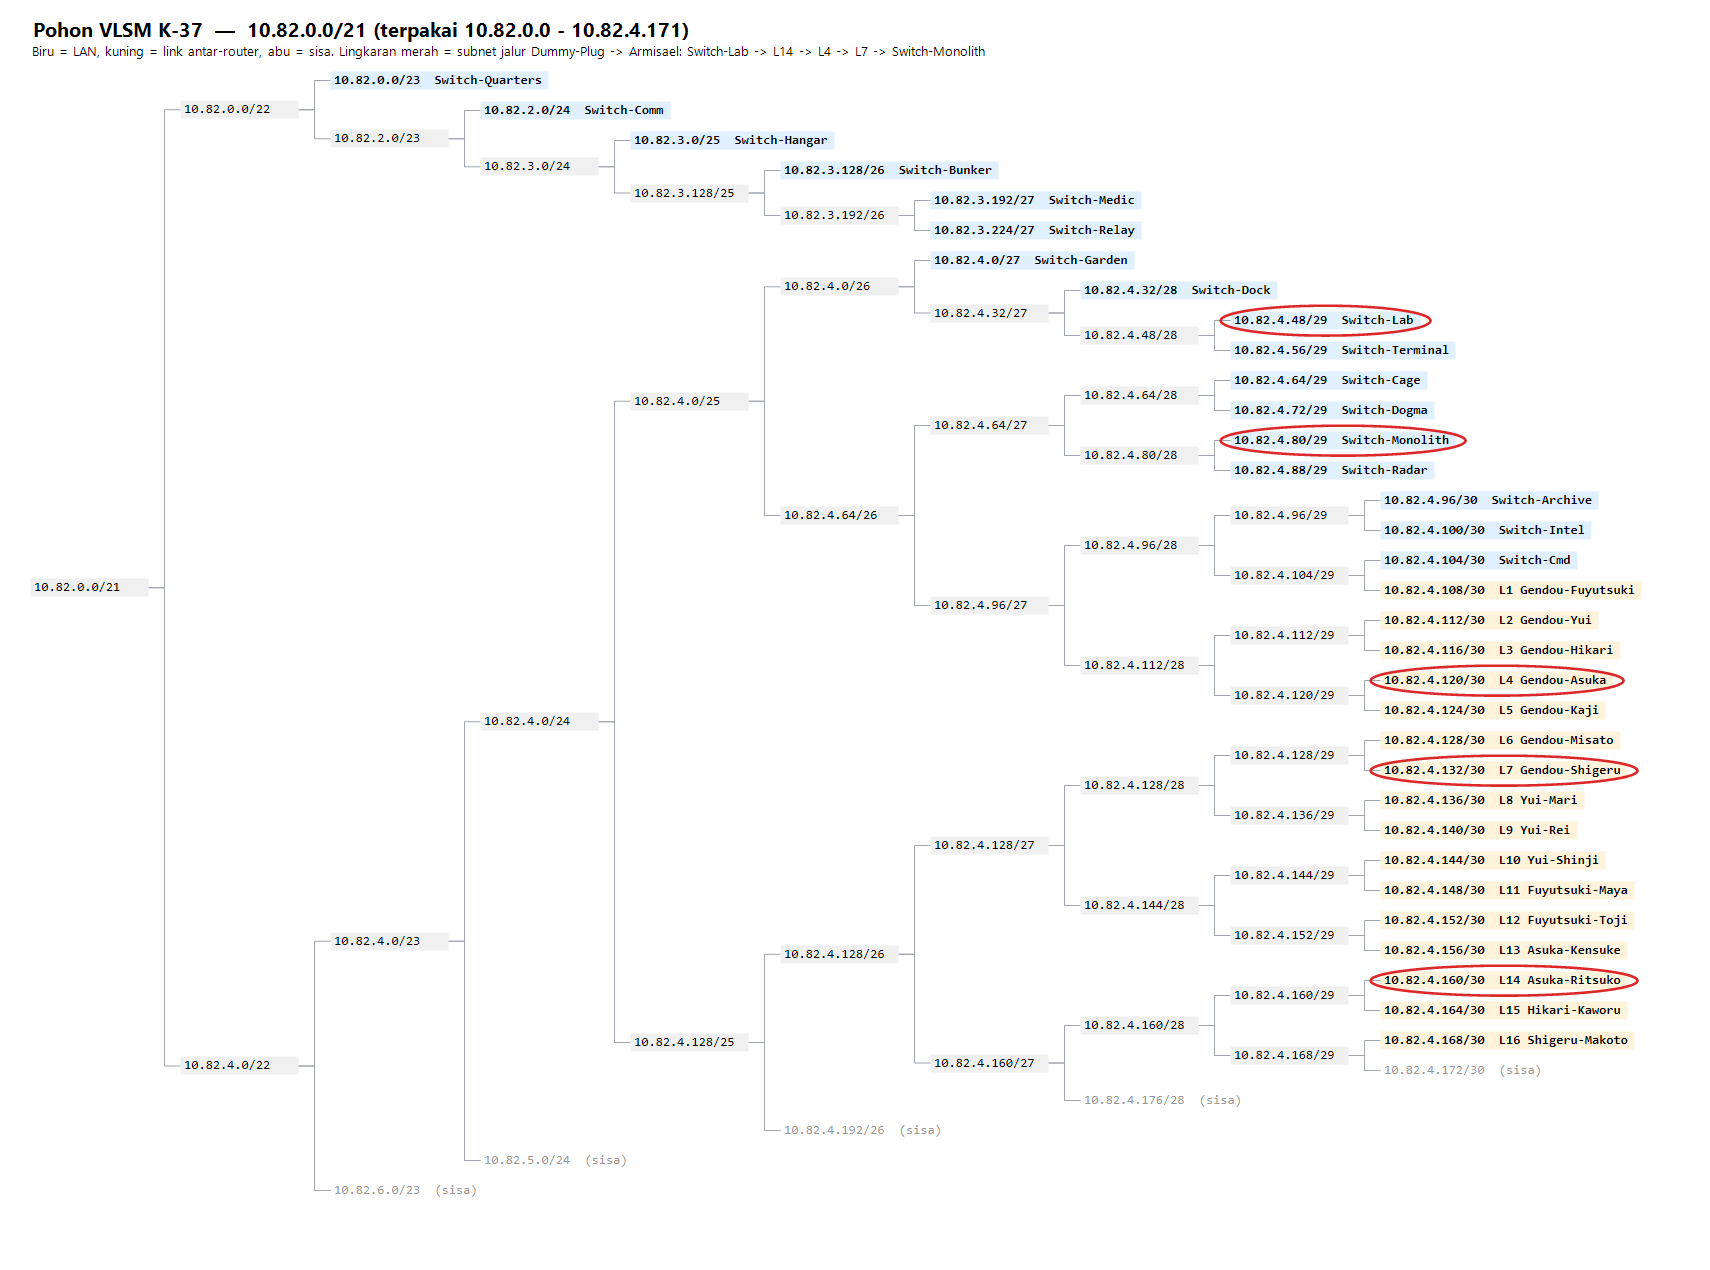 Pohon VLSM K-37 — 10.82.0.0/21 (terpakai 10.82.0.0 - 10.82.4.171)
Biru = LAN, kuning = link antar-router, abu = sisa. Lingkaran merah = subnet jalur Dummy-Plug -> Armisael: Switch-Lab -> L14 -> L4 -> L7 -> Switch-Monolith
10.82.0.0/23 Switch-Quarters
10.82.0.0/22
10.82.2.0/24 Switch-Comm
10.82.2.0/23
10.82.3.0/25 Switch-Hangar
10.82.3.0/24
10.82.3.128/26 Switch-Bunker
10.82.3.128/25
10.82.3.192/27 Switch-Medic
10.82.3.192/26
10.82.3.224/27 Switch-Relay
10.82.4.0/27 Switch-Garden
10.82.4.0/26
10.82.4.32/28 Switch-Dock
10.82.4.32/27
10.82.4.48/29 Switch-Lab
10.82.4.48/28
10.82.4.56/29 Switch-Terminal
10.82.4.64/29 Switch-Cage
10.82.4.64/28
10.82.4.0/25
10.82.4.72/29 Switch-Dogma
10.82.4.64/27
10.82.4.80/29 Switch-Monolith
10.82.4.80/28
10.82.4.88/29 Switch-Radar
10.82.4.96/30 Switch-Archive
10.82.4.64/26
10.82.4.96/29
10.82.4.100/30 Switch-Intel
10.82.4.96/28
10.82.4.104/30 Switch-Cmd
10.82.4.104/29
10.82.0.0/21
10.82.4.108/30 L1 Gendou-Fuyutsuki
10.82.4.96/27
10.82.4.112/30 L2 Gendou-Yui
10.82.4.112/29
10.82.4.116/30 L3 Gendou-Hikari
10.82.4.112/28
10.82.4.120/30 L4 Gendou-Asuka
10.82.4.120/29
10.82.4.124/30 L5 Gendou-Kaji
10.82.4.0/24
10.82.4.128/30 L6 Gendou-Misato
10.82.4.128/29
10.82.4.132/30 L7 Gendou-Shigeru
10.82.4.128/28
10.82.4.136/30 L8 Yui-Mari
10.82.4.136/29
10.82.4.140/30 L9 Yui-Rei
10.82.4.128/27
10.82.4.144/30 L10 Yui-Shinji
10.82.4.144/29
10.82.4.148/30 L11 Fuyutsuki-Maya
10.82.4.144/28
10.82.4.152/30 L12 Fuyutsuki-Toji
10.82.4.152/29
10.82.4.0/23
10.82.4.156/30 L13 Asuka-Kensuke
10.82.4.128/26
10.82.4.160/30 L14 Asuka-Ritsuko
10.82.4.160/29
10.82.4.164/30 L15 Hikari-Kaworu
10.82.4.160/28
10.82.4.168/30 L16 Shigeru-Makoto
10.82.4.128/25
10.82.4.168/29
10.82.4.160/27
10.82.4.0/22
10.82.4.172/30 (sisa)
10.82.4.176/28 (sisa)
10.82.4.192/26 (sisa)
10.82.5.0/24 (sisa)
10.82.6.0/23 (sisa)